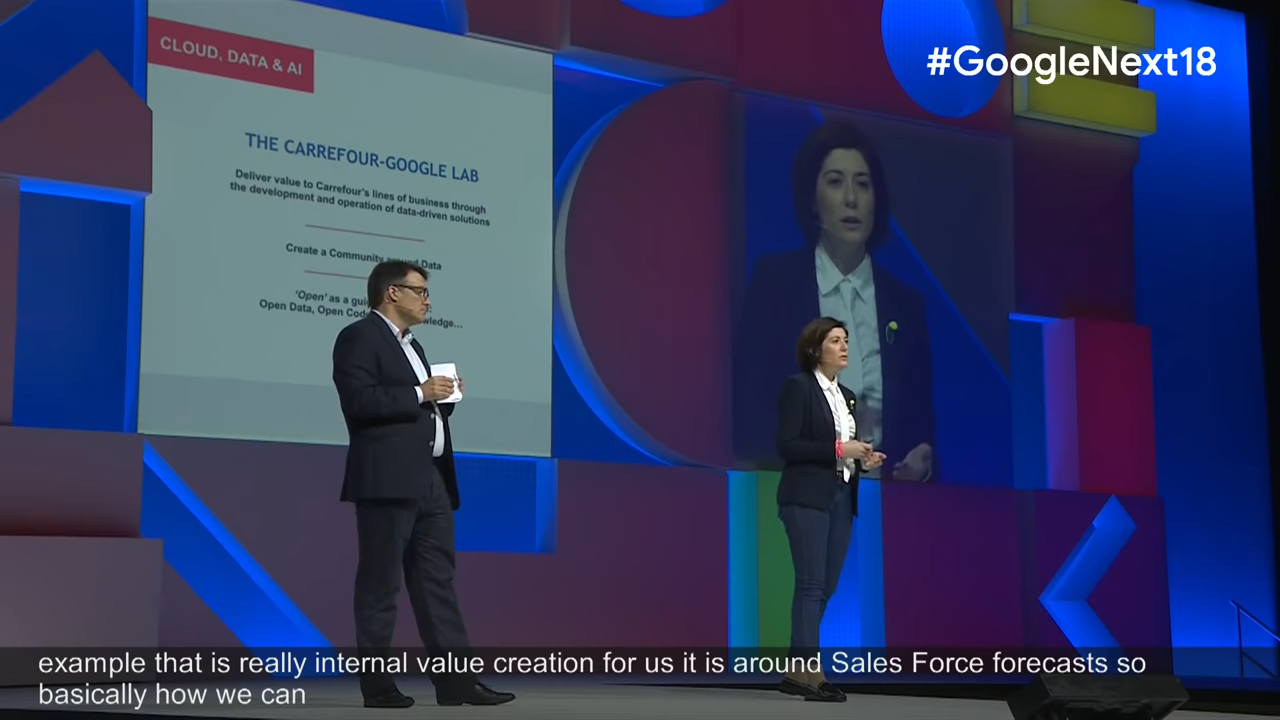 CLOUD, DATA & AI
#GoogleNext18
THE CARREFOUR-GOOGLE LAB
Deliver value to Carrefour's lines of business through
the development and operation of data-driven solutions
Create a Community around Data
'Open' as a
Open Data, Open
example that is really internal value creation for us it is around Sales Force forecasts so
basically how we can